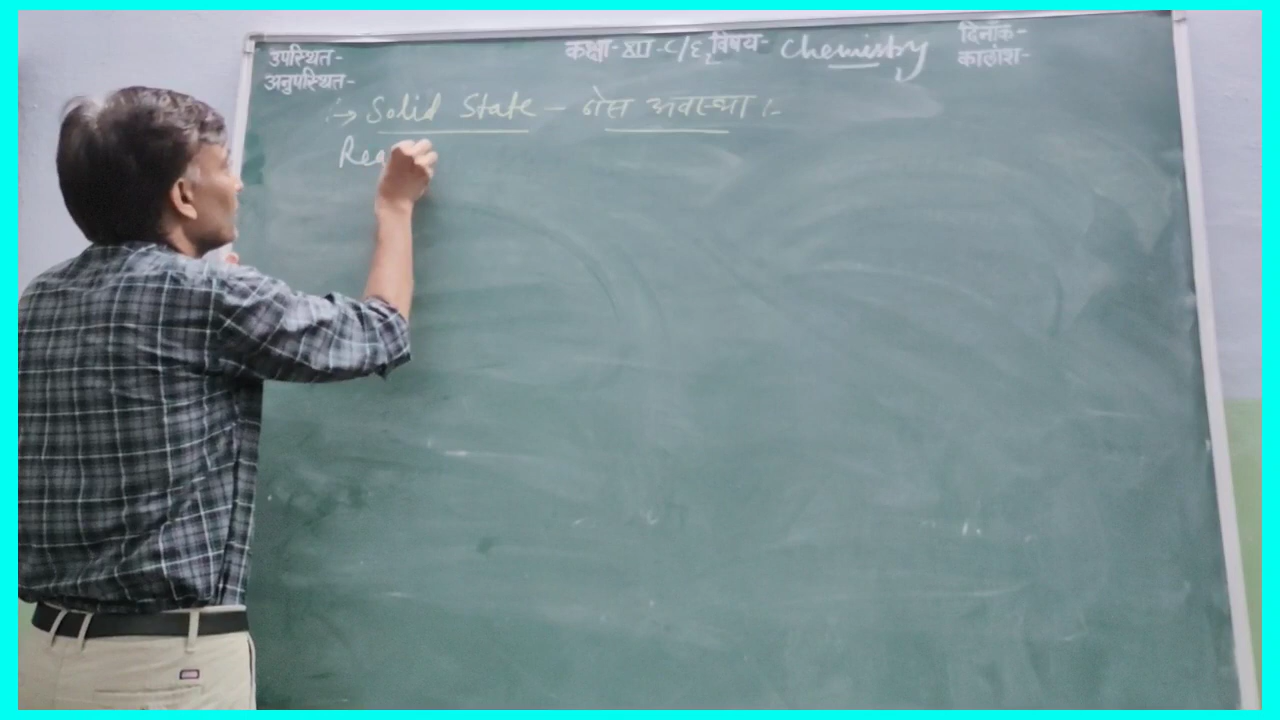 उपस्थित- कक्षा-XII-C/E, विषय- Chemistry दिनाँक-
अनुपस्थित- कालांश-
:→ Solid State – ठोस अवस्था :-
Rea